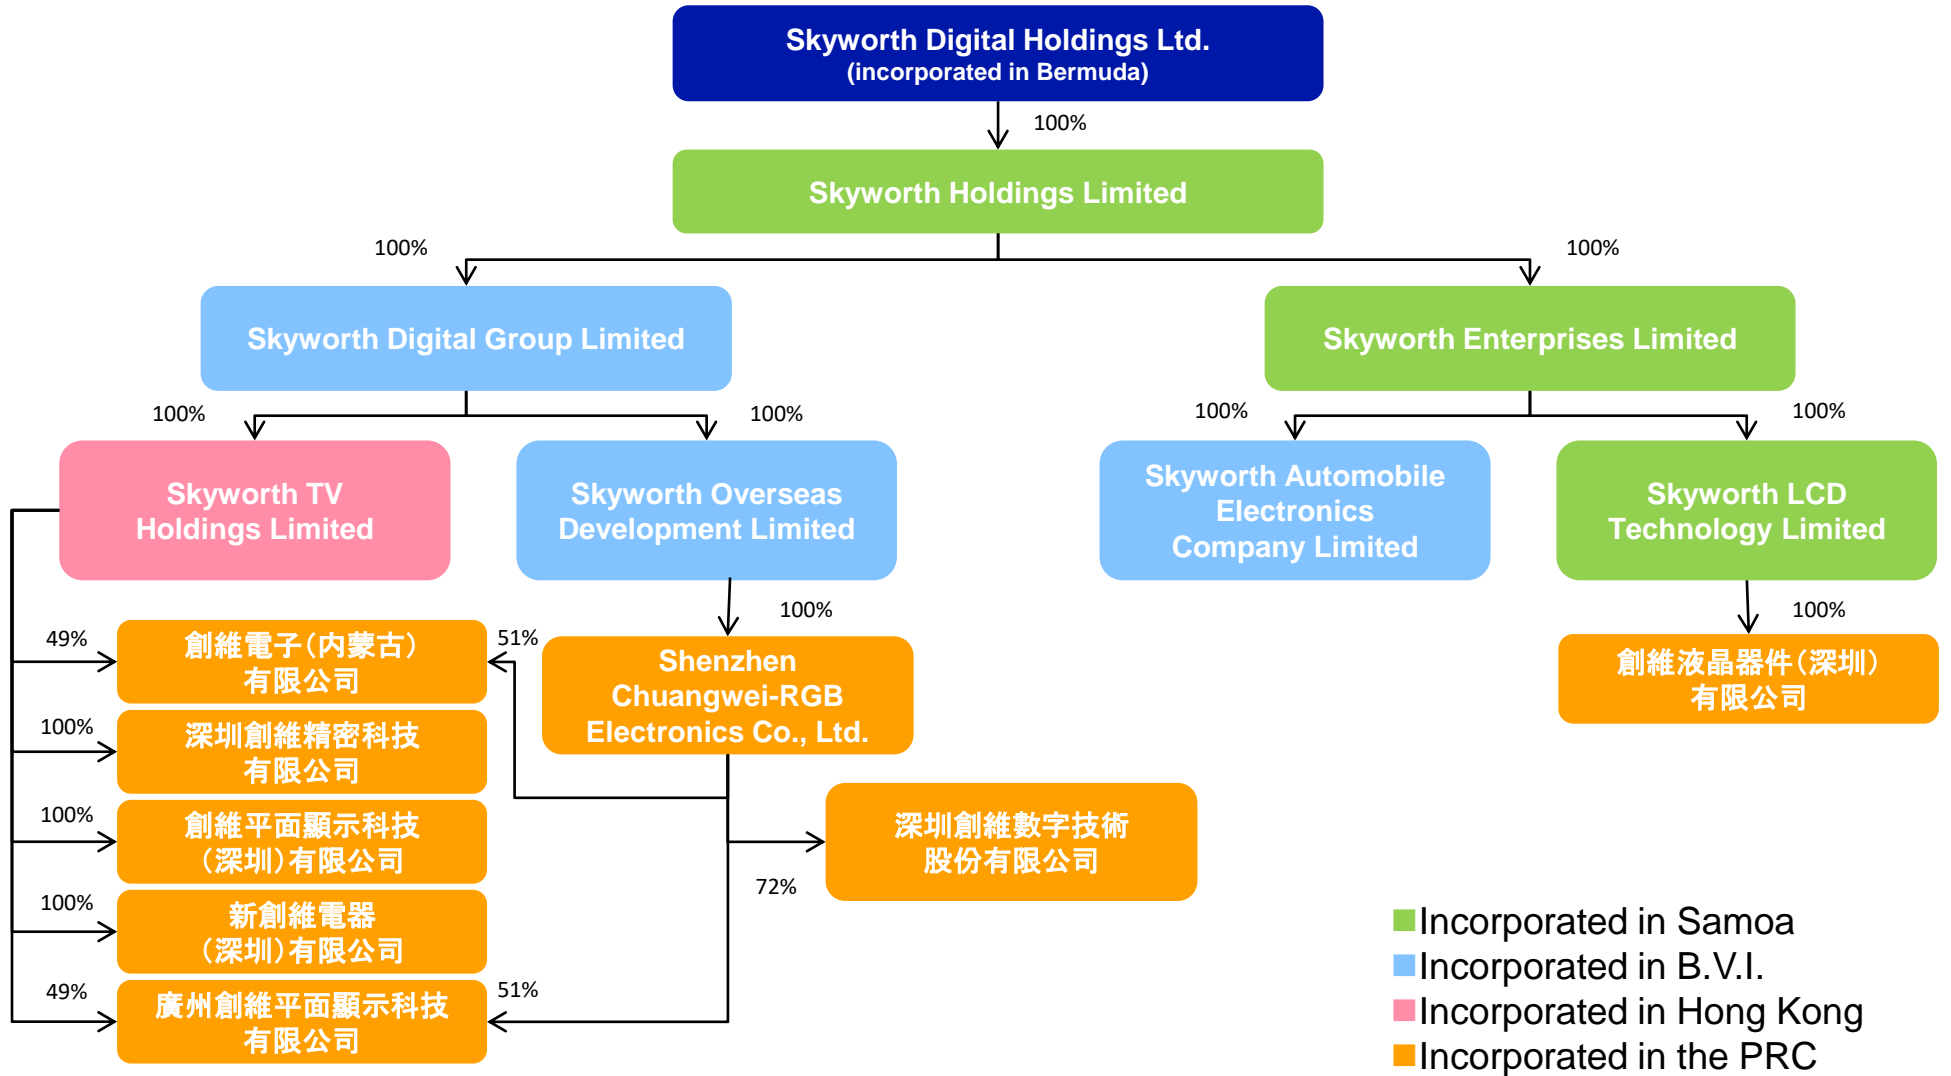 Skyworth Digital Holdings Ltd.
(incorporated in Bermuda)
100%
Skyworth Holdings Limited
100%
100%
Skyworth Digital Group Limited
Skyworth Enterprises Limited
100%
100%
100%
100%
Skyworth TV
Holdings Limited
Skyworth Overseas
Development Limited
Skyworth Automobile
Electronics
Company Limited
Skyworth LCD
Technology Limited
100%
100%
49%
創維電子(内蒙古)
有限公司
51%
Shenzhen
Chuangwei-RGB
Electronics Co., Ltd.
創維液晶器件(深圳)
有限公司
100%
深圳創維精密科技
有限公司
100%
創維平面顯示科技
(深圳)有限公司
深圳創維數字技術
股份有限公司
72%
100%
新創維電器
(深圳)有限公司
49%
廣州創維平面顯示科技
有限公司
51%
Incorporated in Samoa
Incorporated in B.V.I.
Incorporated in Hong Kong
Incorporated in the PRC